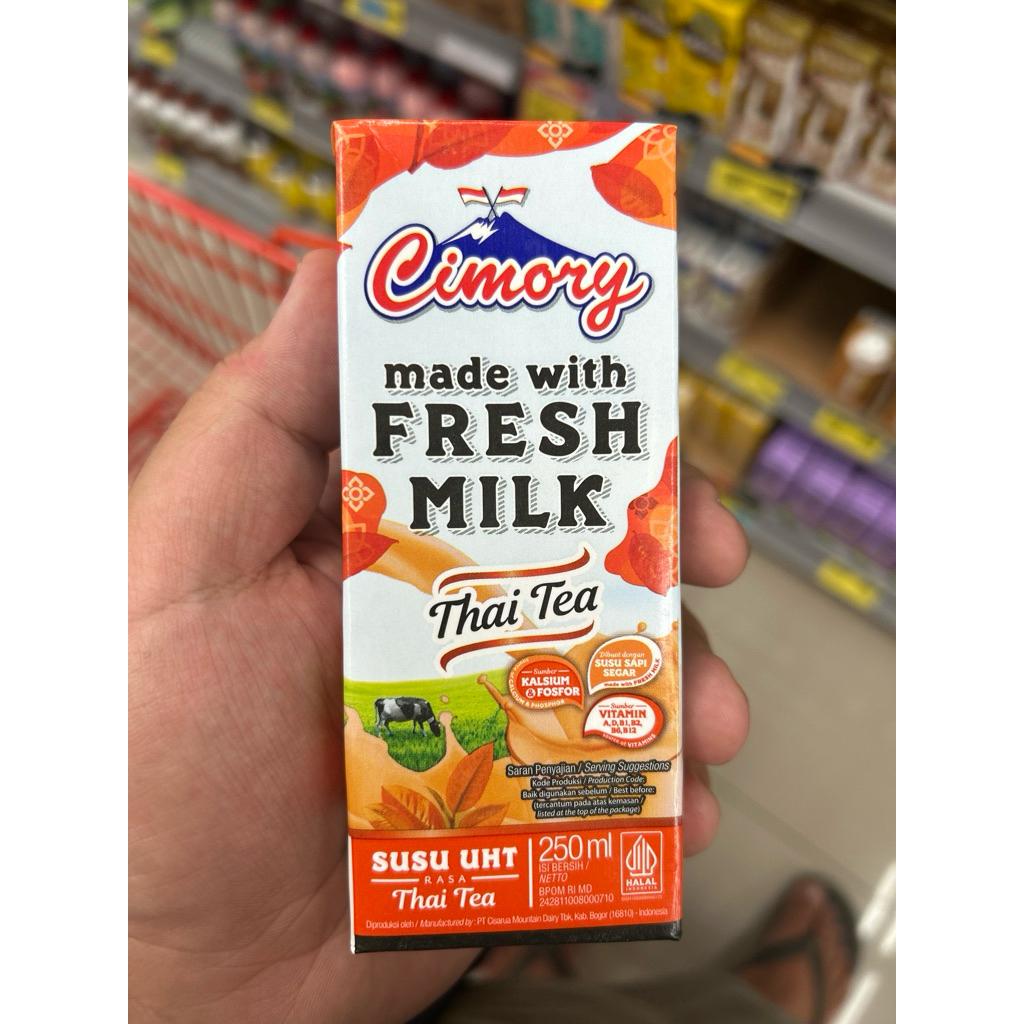 Cimory
made with
FRESH
MILK
Thai Tea
Dibuat dengan
SUSU SAPI
SEGAR
made with FRESH MILK
Sumber
KALSIUM
& FOSFOR
Sumber
VITAMIN
A, D, B1, B2,
B6, B12
source of VITAMINS
Saran Penyajian / Serving Suggestions
Kode Produksi / Production Code:
Baik digunakan sebelum / Best before:
(tercantum pada atas kemasan /
listed at the top of the package)
SUSU UHT
RASA
Thai Tea
250 ml
ISI BERSIH /
NETTO
BPOM RI MD
242811008000710
HALAL
INDONESIA
Diproduksi oleh / Manufactured by : PT Cisarua Mountain Dairy Tbk, Kab. Bogor (16810) - Indonesia